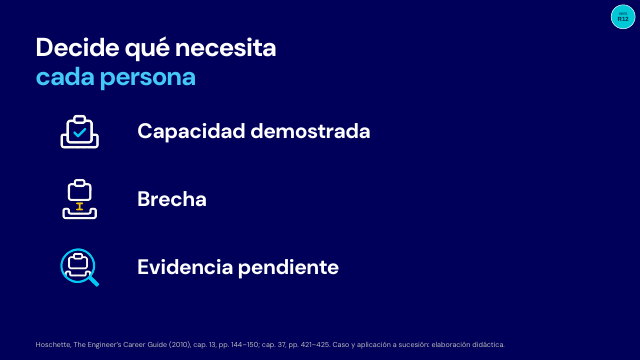 R12
Decide qué necesita
cada persona
Capacidad demostrada
Brecha
Evidencia pendiente
Hoschette, The Engineer's Career Guide (2010), cap. 13, pp. 144–150; cap. 37, pp. 421–425. Caso y aplicación a sucesión: elaboración didáctica.